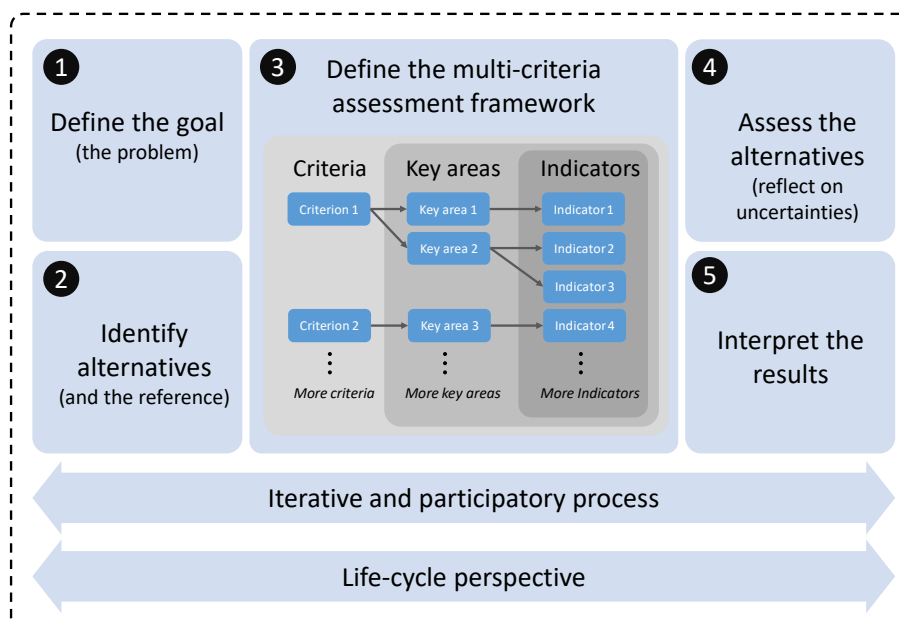 1
Define the goal
(the problem)
2
Identify
alternatives
(and the reference)
3
Define the multi-criteria
assessment framework
Criteria
Key areas
Indicators
Criterion 1
Key area 1
Indicator 1
Key area 2
Indicator 2
Indicator 3
Criterion 2
Key area 3
Indicator 4
More criteria
More key areas
More Indicators
4
Assess the
alternatives
(reflect on
uncertainties)
5
Interpret the
results
Iterative and participatory process
Life-cycle perspective